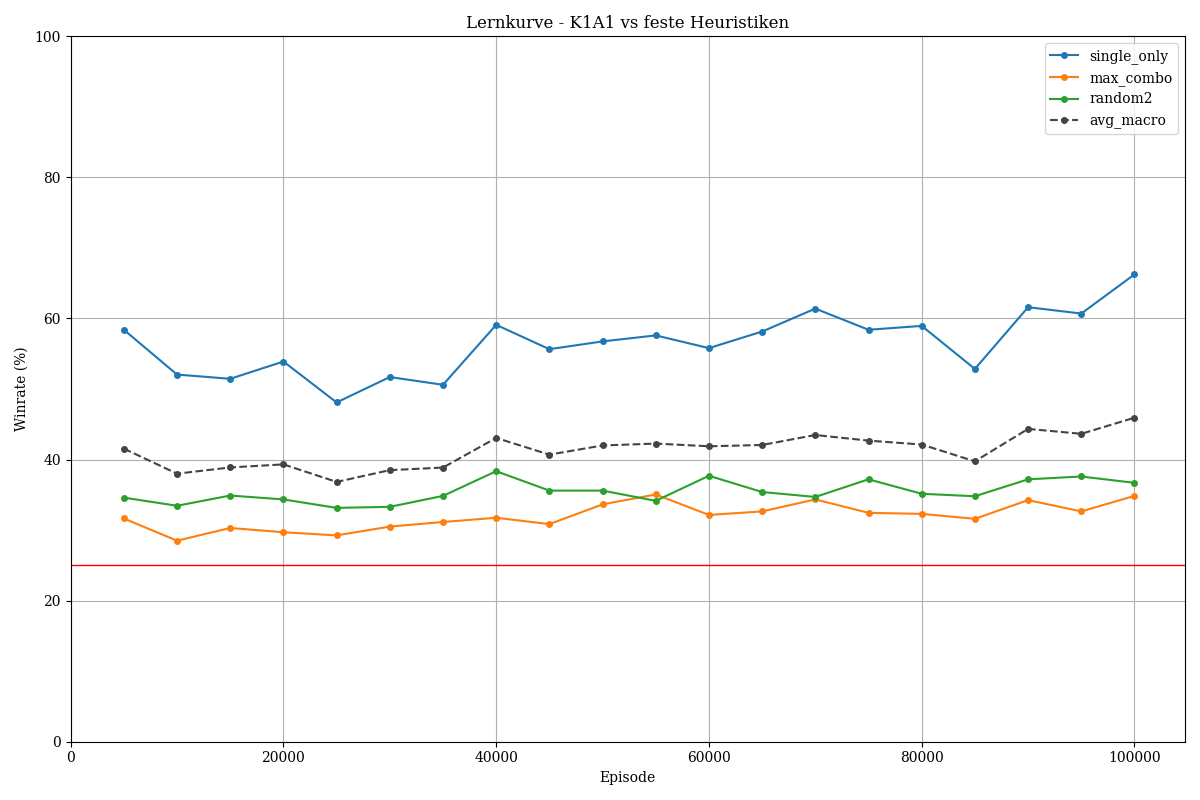 Lernkurve - K1A1 vs feste Heuristiken
100
80
60
40
20
0
Winrate (%)
single_only
max_combo
random2
avg_macro
0 20000 40000 60000 80000 100000
Episode